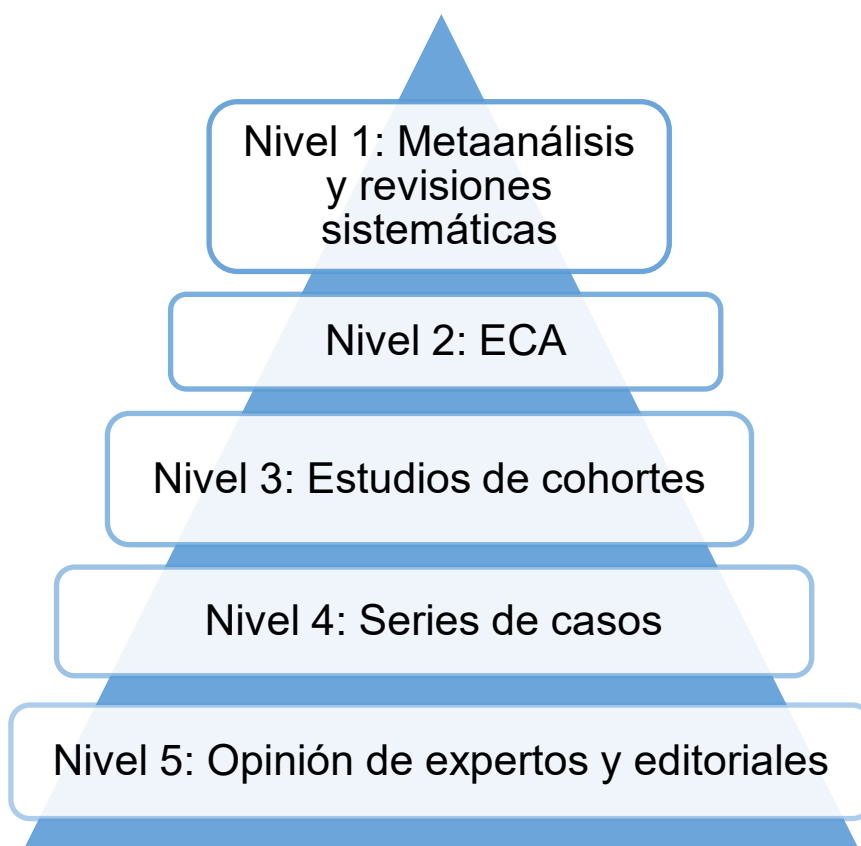 Nivel 1: Metaanálisis
y revisiones
sistemáticas
Nivel 2: ECA
Nivel 3: Estudios de cohortes
Nivel 4: Series de casos
Nivel 5: Opinión de expertos y editoriales